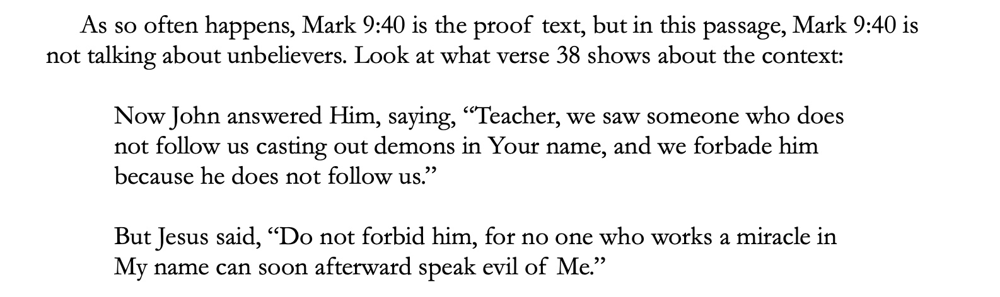 As so often happens, Mark 9:40 is the proof text, but in this passage, Mark 9:40 is
not talking about unbelievers. Look at what verse 38 shows about the context:
Now John answered Him, saying, “Teacher, we saw someone who does
not follow us casting out demons in Your name, and we forbade him
because he does not follow us.”
But Jesus said, “Do not forbid him, for no one who works a miracle in
My name can soon afterward speak evil of Me.”